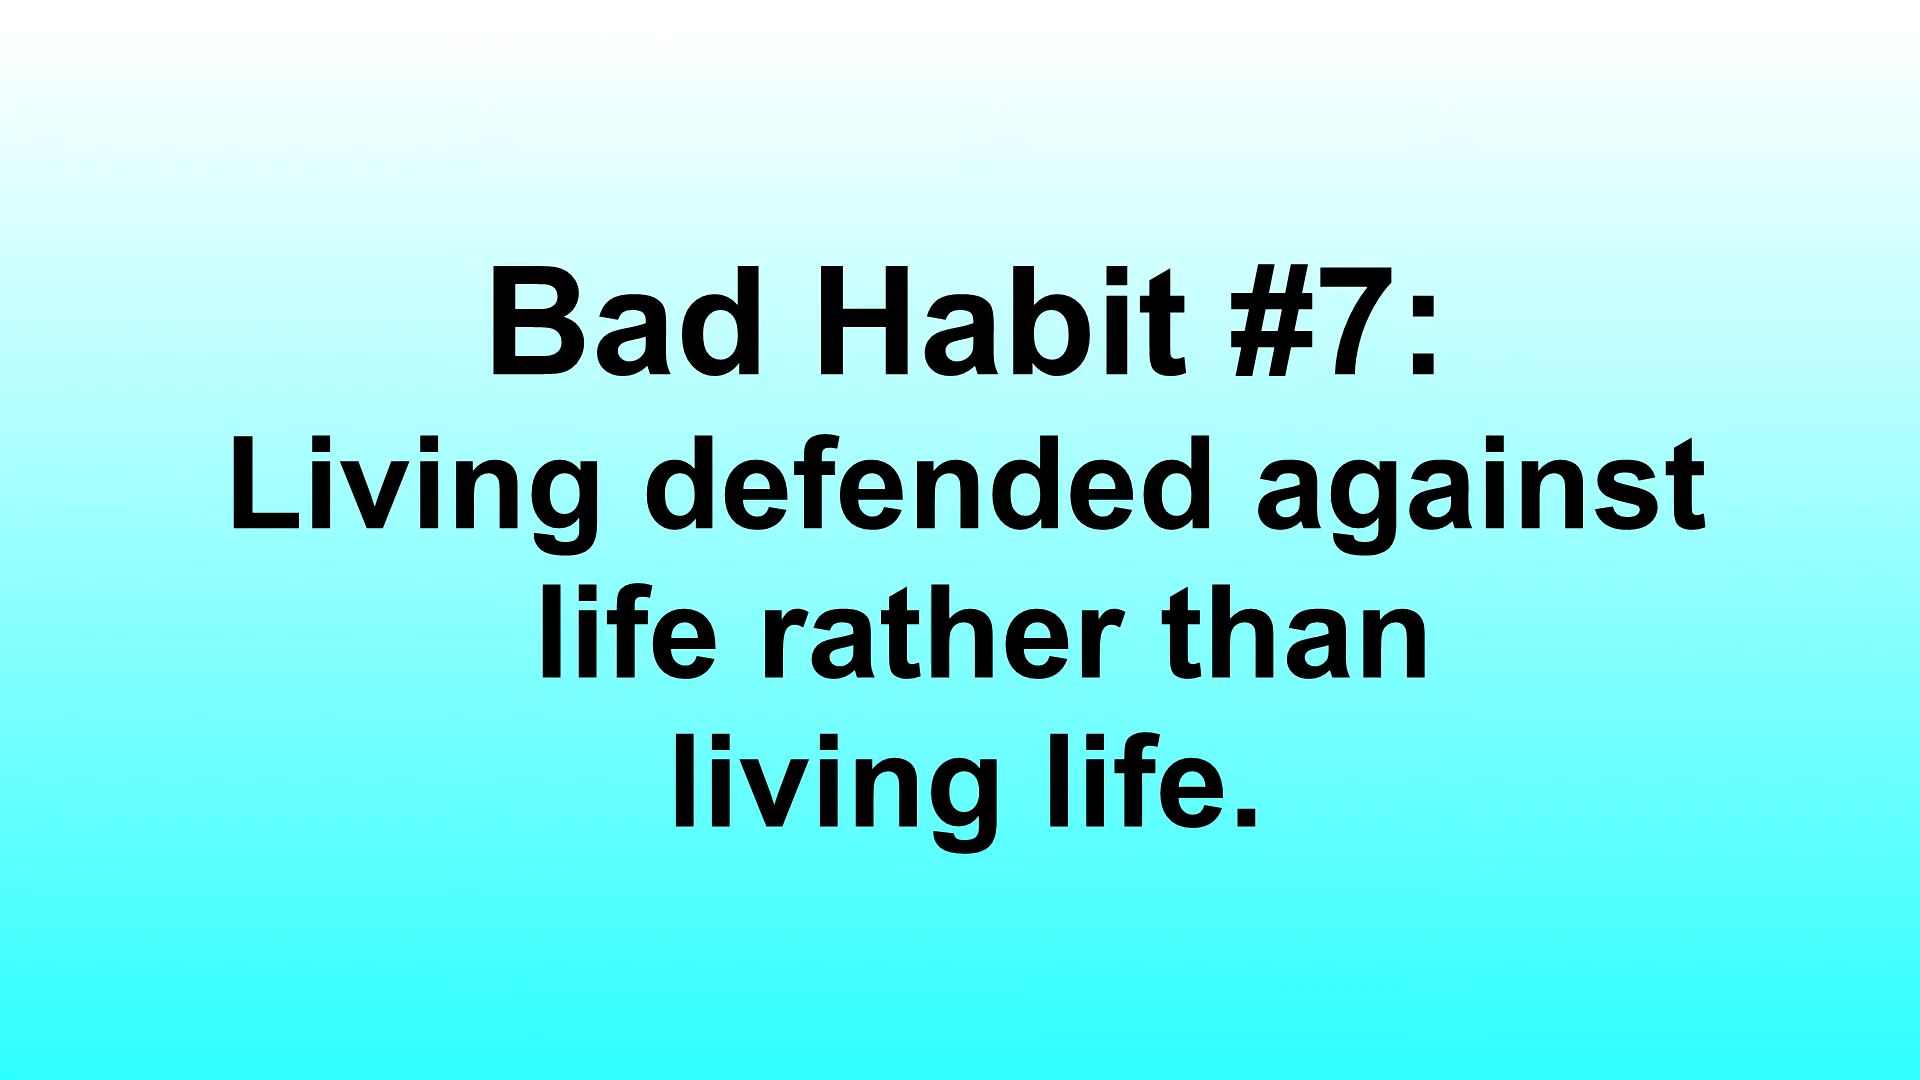 Bad Habit #7:
Living defended against
life rather than
living life.